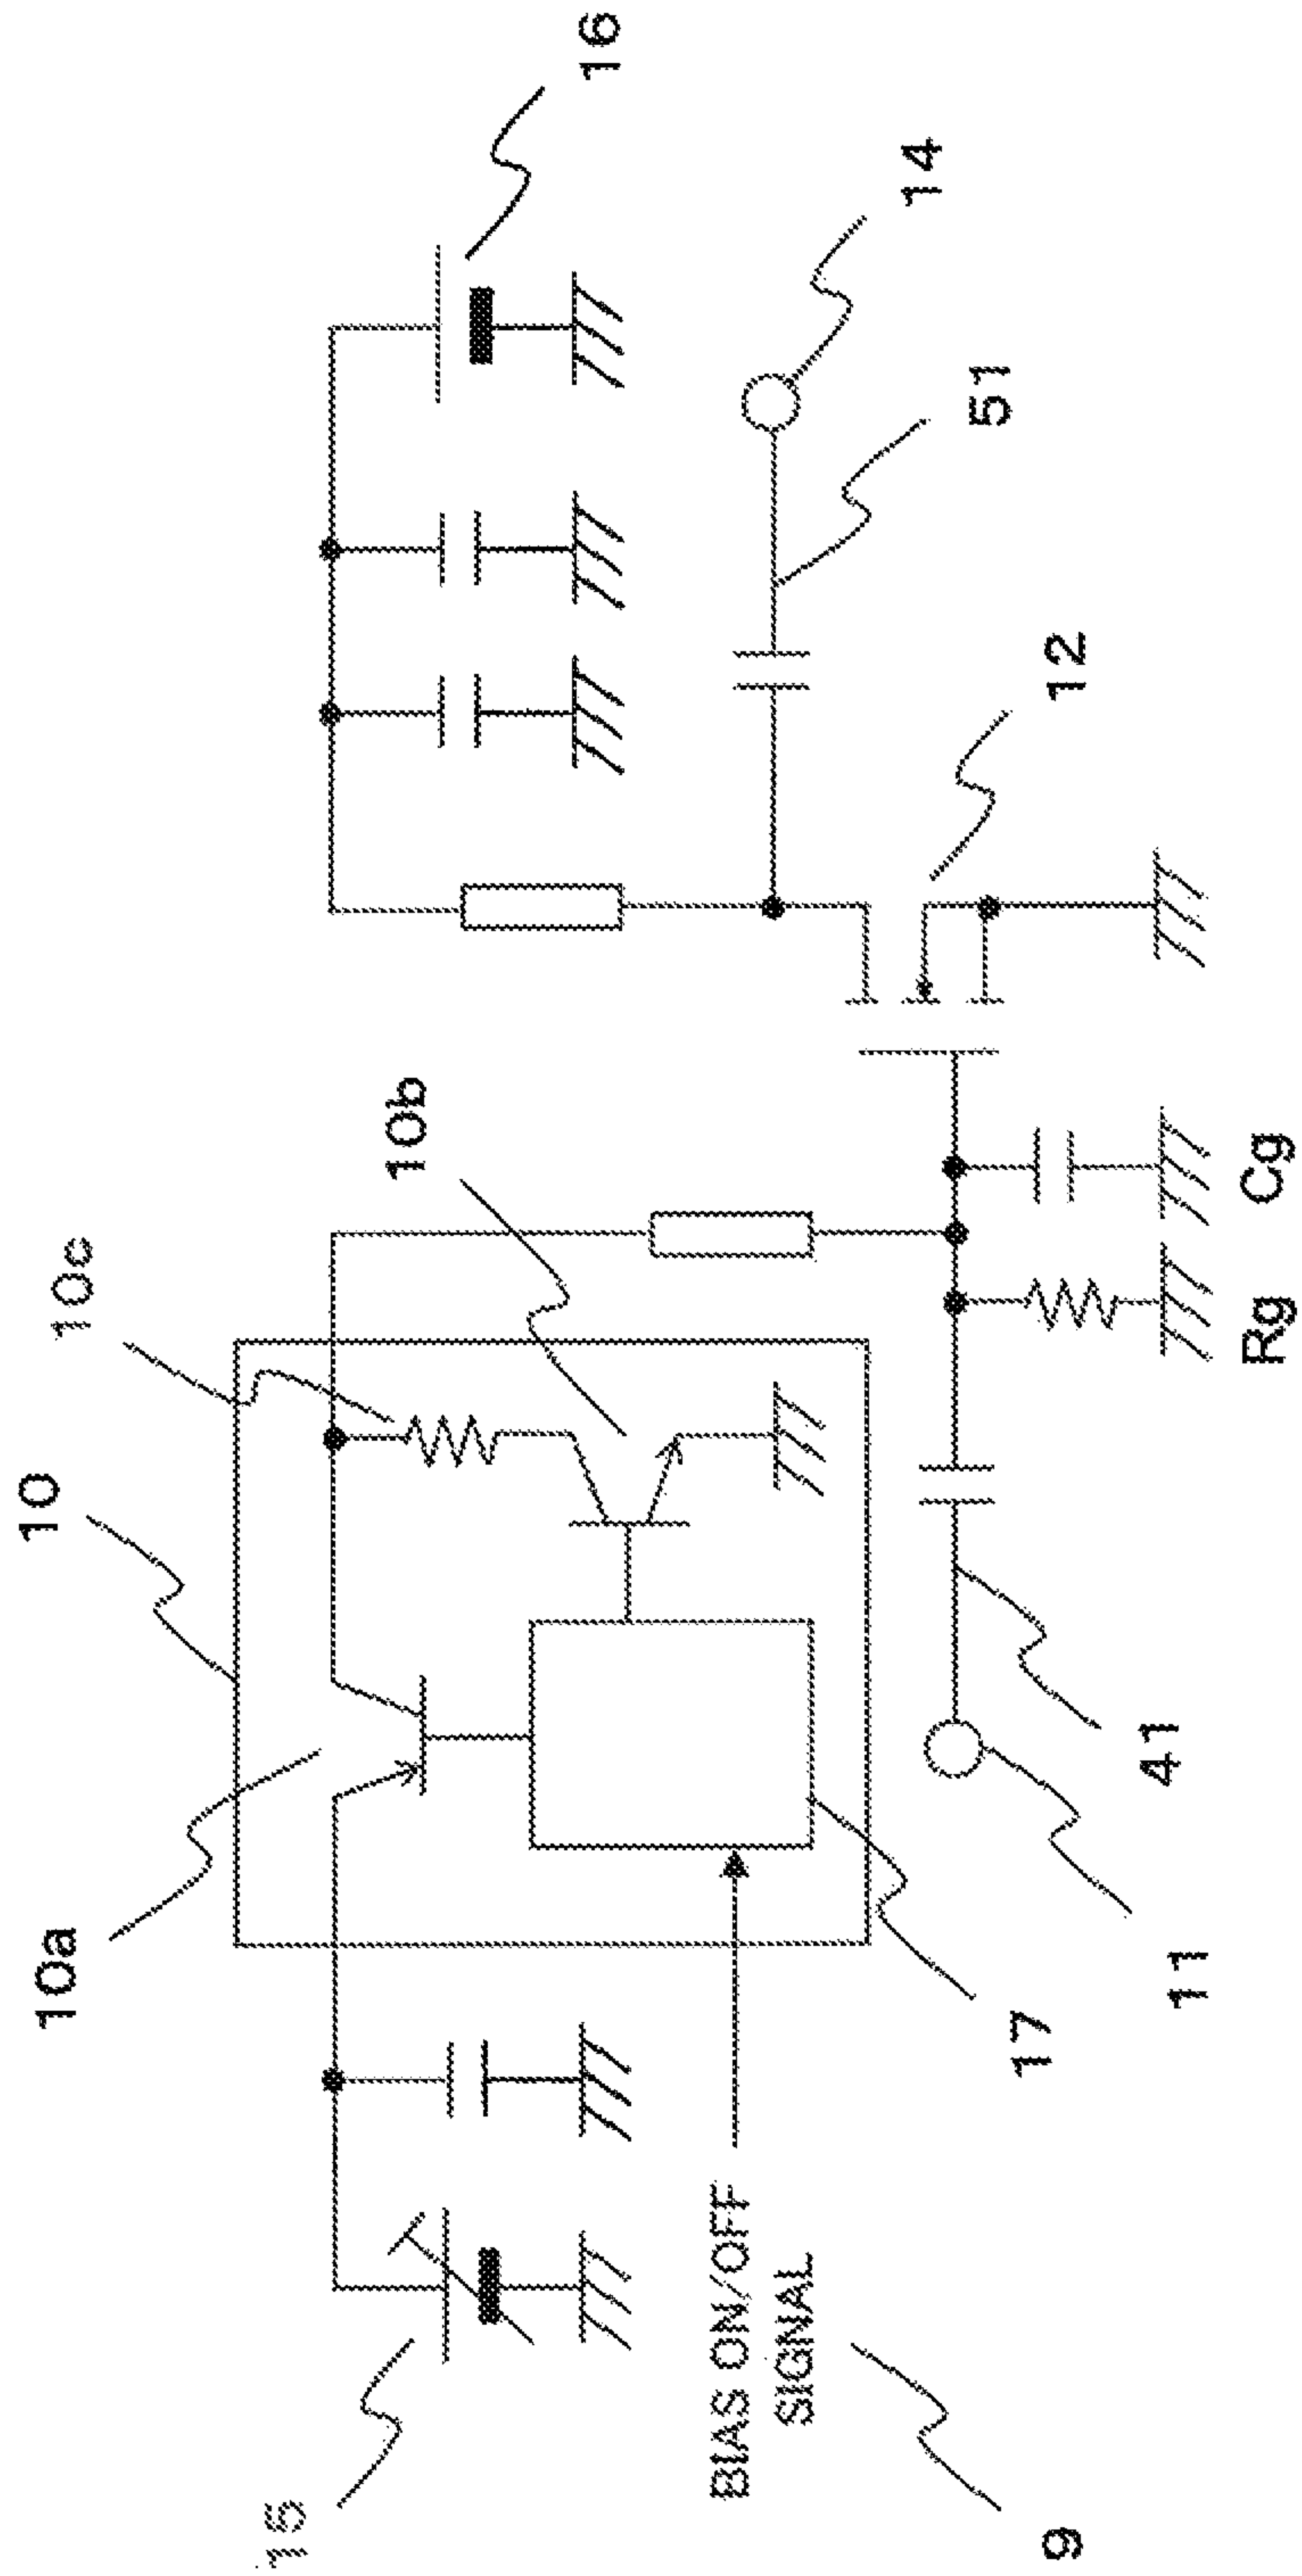 10
10c
10a
10b
16
15
14
51
12
BIAS ON/OFF
SIGNAL
9
17
11
41
Rg
Cg